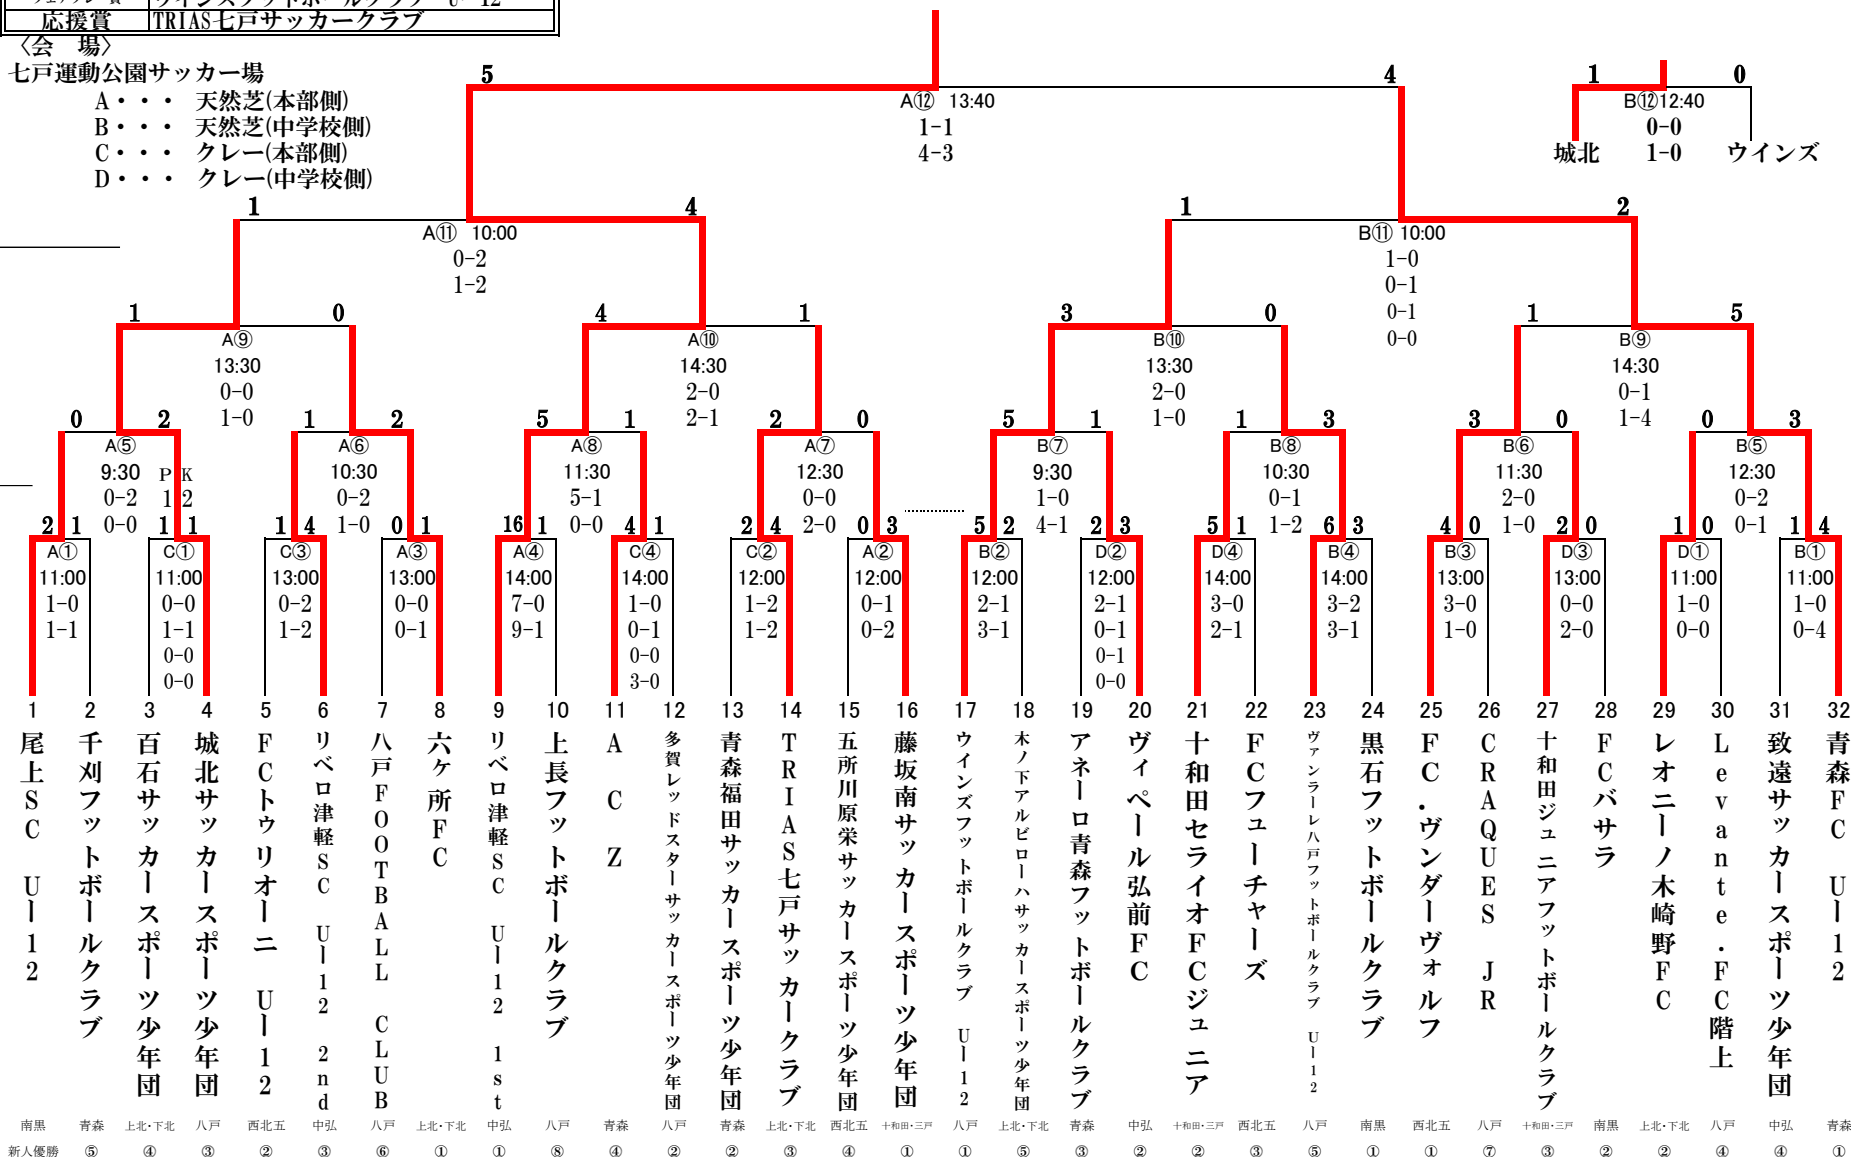 ウインズフットボールクラブ U-12
応援賞 TRIAS七戸サッカークラブ
〈会 場〉
七戸運動公園サッカー場
A・・・ 天然芝(本部側)
B・・・ 天然芝(中学校側)
C・・・ クレー(本部側)
D・・・ クレー(中学校側)
5 4
A⑫ 13:40
1-1
4-3
1 0
B⑫12:40
0-0
1-0
城北 ウインズ
1 4
A⑪ 10:00
0-2
1-2
1 2
B⑪ 10:00
1-0
0-1
0-1
0-0
1 0 4 1 3 0 1 5
A⑨ A⑩ B⑩ B⑨
13:30 14:30 13:30 14:30
0-0 2-0 2-0 0-1
1-0 2-1 1-0 1-4
0 2 1 2 5 1 2 0 5 1 1 3 3 0 0 3
A⑤ A⑥ A⑧ A⑦ B⑦ B⑧ B⑥ B⑤
9:30 PK 10:30 11:30 12:30 9:30 10:30 11:30 12:30
0-2 12 0-2 5-1 0-0 1-0 0-1 2-0 0-2
0-0 1-0 0-0 2-0 4-1 1-2 1-0 0-1
2 1 1 1 1 4 0 1 16 1 4 1 2 4 0 3 5 2 2 3 5 1 6 3 4 0 2 0 1 0 1 4
A① C① C③ A③ A④ C④ C② A② B② D② D④ B④ B③ D③ D① B①
11:00 11:00 13:00 13:00 14:00 14:00 12:00 12:00 12:00 12:00 14:00 14:00 13:00 13:00 11:00 11:00
1-0 0-0 0-2 0-0 7-0 1-0 1-2 0-1 2-1 2-1 3-0 3-2 3-0 0-0 1-0 1-0
1-1 1-1 1-2 0-1 9-1 0-1 1-2 0-2 3-1 0-1 2-1 3-1 1-0 2-0 0-0 0-4
0-0 0-0 0-1
0-0 3-0 0-0
1 2 3 4 5 6 7 8 9 10 11 12 13 14 15 16 17 18 19 20 21 22 23 24 25 26 27 28 29 30 31 32
尾上SC U-12
千刈フットボールクラブ
百石サッカースポーツ少年団
城北サッカースポーツ少年団
FCトゥリオーニ U-12
リベロ津軽SC U-12 2nd
八戸FOOTBALL CLUB
六ケ所FC
リベロ津軽SC U-12 1st
上長フットボールクラブ
A C Z
多賀レッドスターサッカースポーツ少年団
青森福田サッカースポーツ少年団
TRIAS七戸サッカークラブ
五所川原栄サッカースポーツ少年団
藤坂南サッカースポーツ少年団
ウインズフットボールクラブ U-12
木ノ下アルビローハサッカースポーツ少年団
アネーロ青森フットボールクラブ
ヴィペール弘前FC
十和田セライオFCジュニア
FCフューチャーズ
ヴァンラーレ八戸フットボールクラブ U-12
黒石フットボールクラブ
FC.ヴンダーヴォルフ
CRAQUES JR
十和田ジュニアフットボールクラブ
FCバサラ
レオニーノ木崎野FC
Levante.FC階上
致遠サッカースポーツ少年団
青森FC U-12
南黒 青森 上北・下北 八戸 西北五 中弘 八戸 上北・下北 中弘 八戸 青森 八戸 青森 上北・下北 西北五 十和田・三戸 八戸 上北・下北 青森 中弘 十和田・三戸 西北五 八戸 南黒 西北五 八戸 十和田・三戸 南黒 上北・下北 八戸 中弘 青森
新人優勝 ⑤ ④ ③ ② ③ ⑥ ① ① ⑧ ④ ② ② ③ ④ ① ① ⑤ ③ ② ② ③ ⑤ ① ① ⑦ ③ ② ② ④ ④ ①